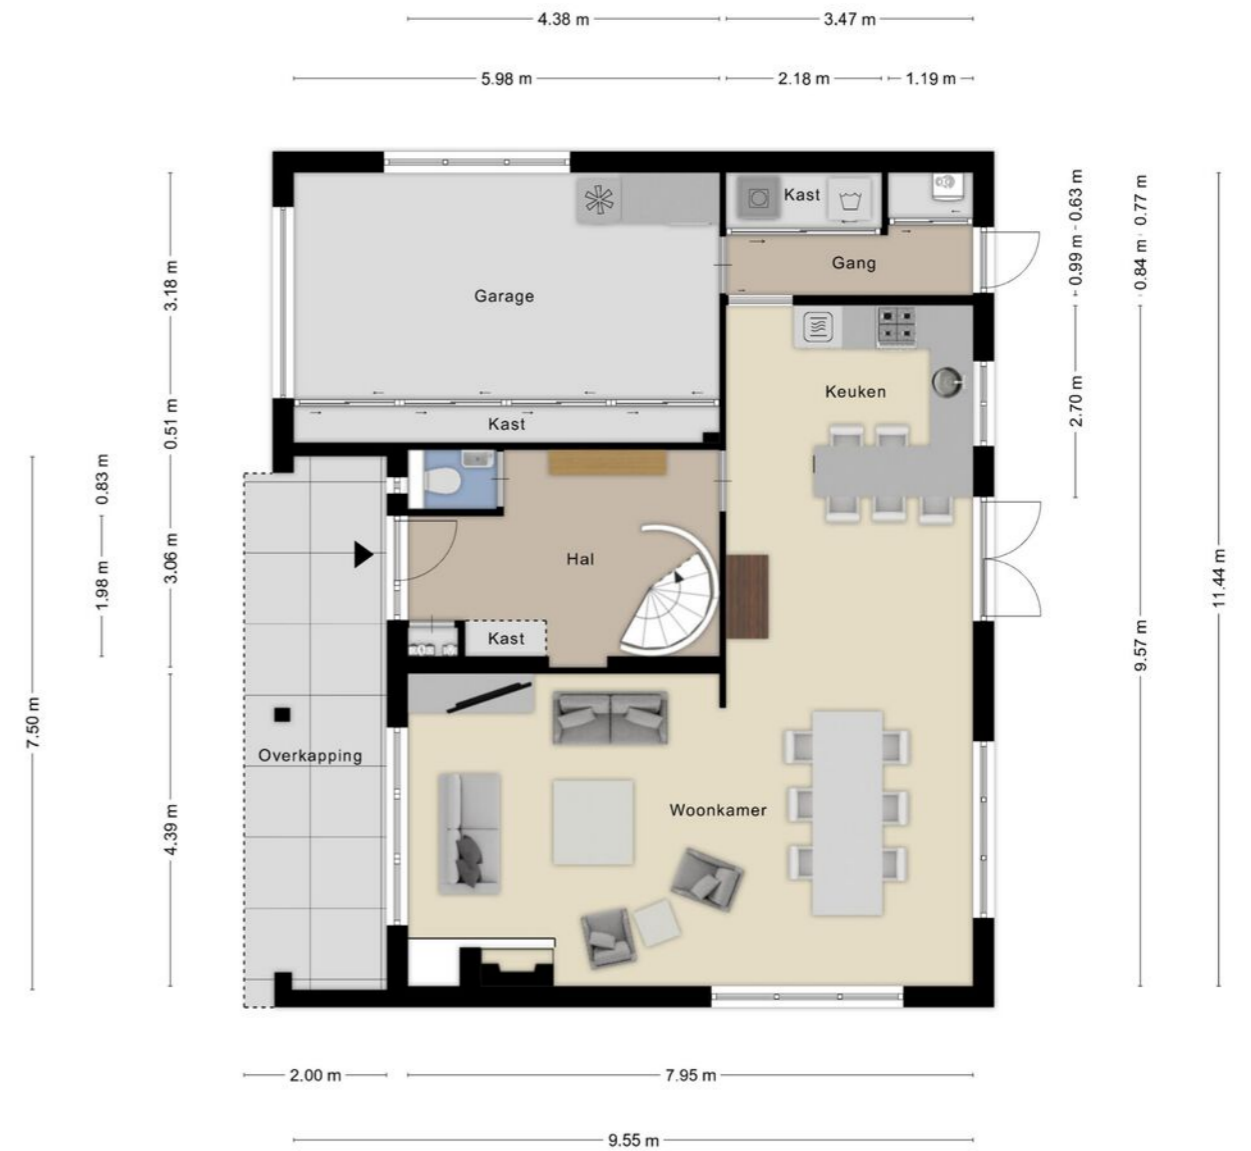 4.38 m
3.47 m
5.98 m
2.18 m
1.19 m
Kast
Gang
Garage
Keuken
Kast
Hal
Kast
Overkapping
Woonkamer
3.18 m
0.51 m
3.06 m
4.39 m
0.83 m
1.98 m
7.50 m
0.63 m
0.99 m
2.70 m
0.77 m
0.84 m
9.57 m
11.44 m
2.00 m
7.95 m
9.55 m